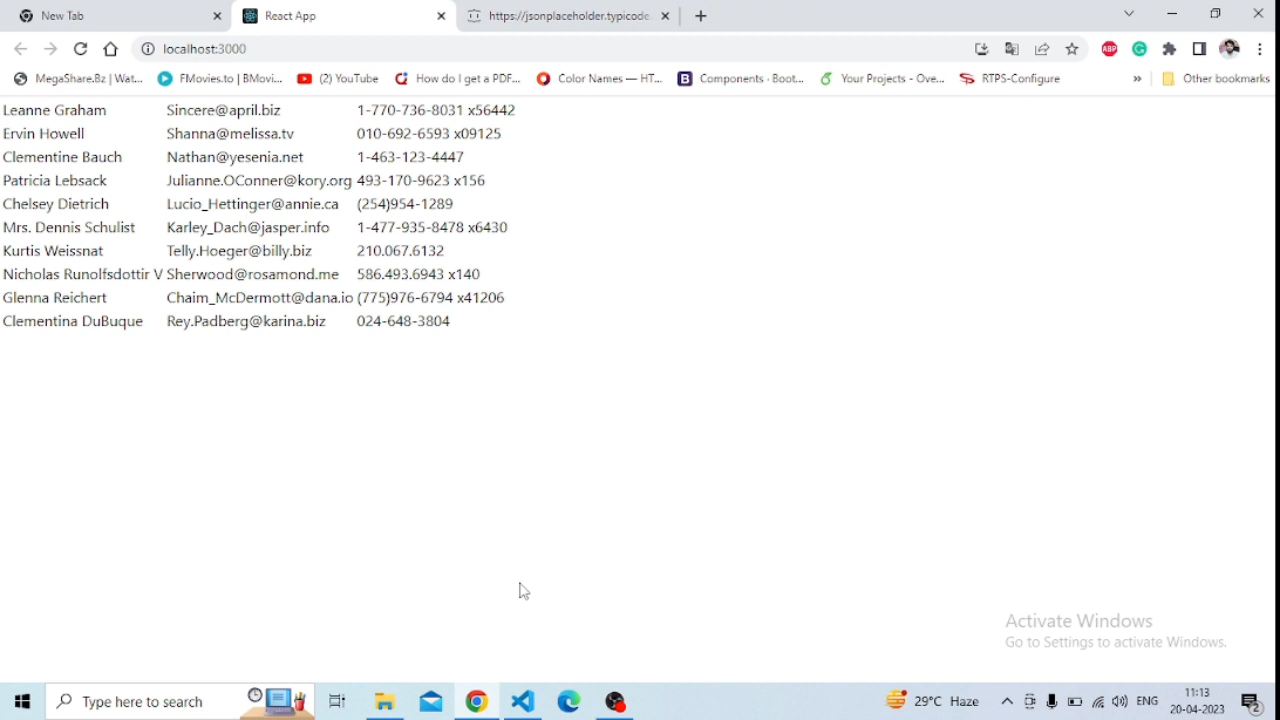 New Tab React App https://jsonplaceholder.typicode.
localhost:3000
MegaShare.Bz | Wat... FMovies.to | BMovi... (2) YouTube How do I get a PDF... Color Names — HT... Components · Boot... Your Projects - Ove... RTPS-Configure » Other bookmarks
Leanne Graham Sincere@april.biz 1-770-736-8031 x56442
Ervin Howell Shanna@melissa.tv 010-692-6593 x09125
Clementine Bauch Nathan@yesenia.net 1-463-123-4447
Patricia Lebsack Julianne.OConner@kory.org 493-170-9623 x156
Chelsey Dietrich Lucio_Hettinger@annie.ca (254)954-1289
Mrs. Dennis Schulist Karley_Dach@jasper.info 1-477-935-8478 x6430
Kurtis Weissnat Telly.Hoeger@billy.biz 210.067.6132
Nicholas Runolfsdottir V Sherwood@rosamond.me 586.493.6943 x140
Glenna Reichert Chaim_McDermott@dana.io (775)976-6794 x41206
Clementina DuBuque Rey.Padberg@karina.biz 024-648-3804
Activate Windows
Go to Settings to activate Windows.
Type here to search 29°C Haze ENG 11:13
20-04-2023 2